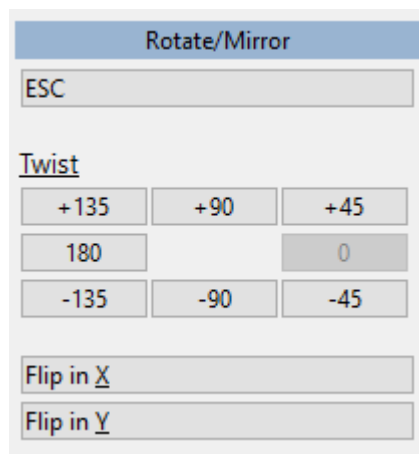 Rotate/Mirror
ESC
Twist
+135 +90 +45
180 0
-135 -90 -45
Flip in X
Flip in Y